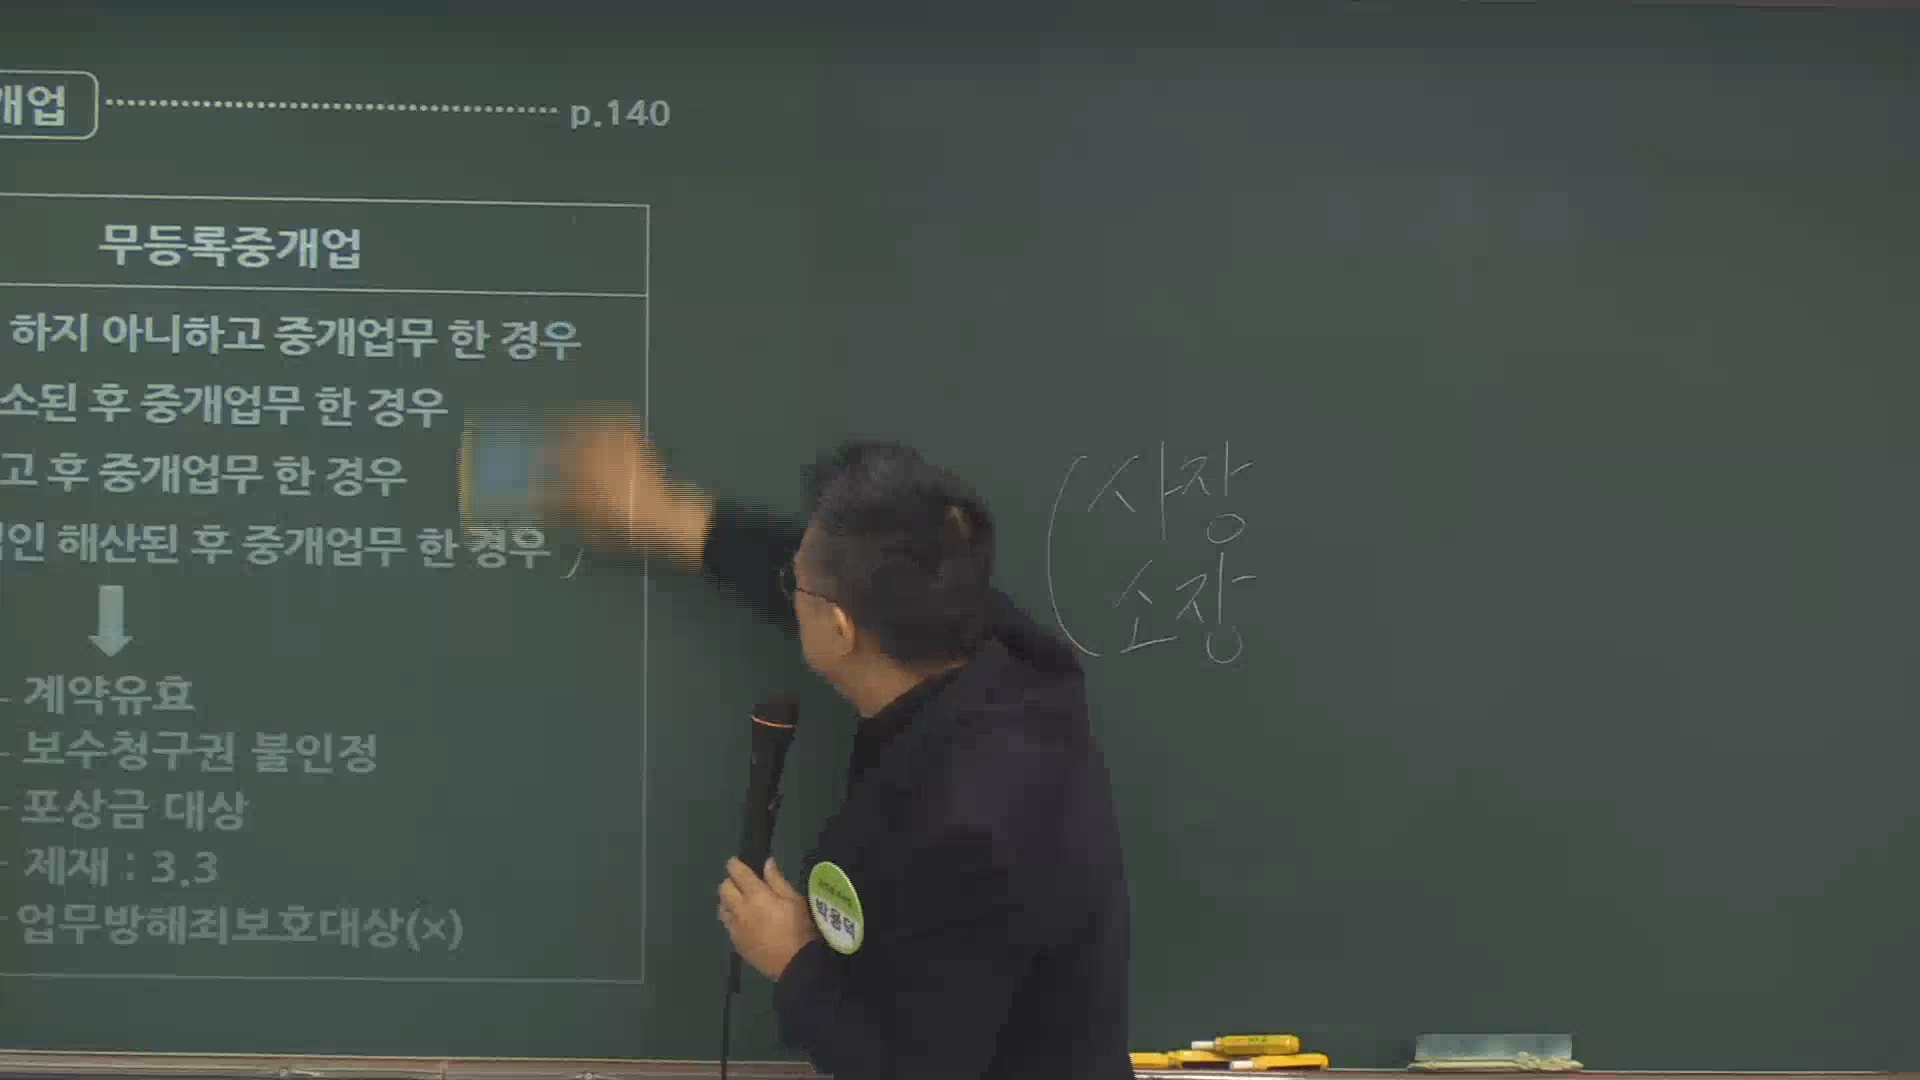 개업 p.140
무등록중개업
하지 아니하고 중개업무 한 경우
소된 후 중개업무 한 경우
고 후 중개업무 한 경우
인 해산된 후 중개업무 한 경우
- 계약유효
- 보수청구권 불인정
- 포상금 대상
- 제재 : 3.3
- 업무방해죄보호대상(×)
사장
소장
박용덕